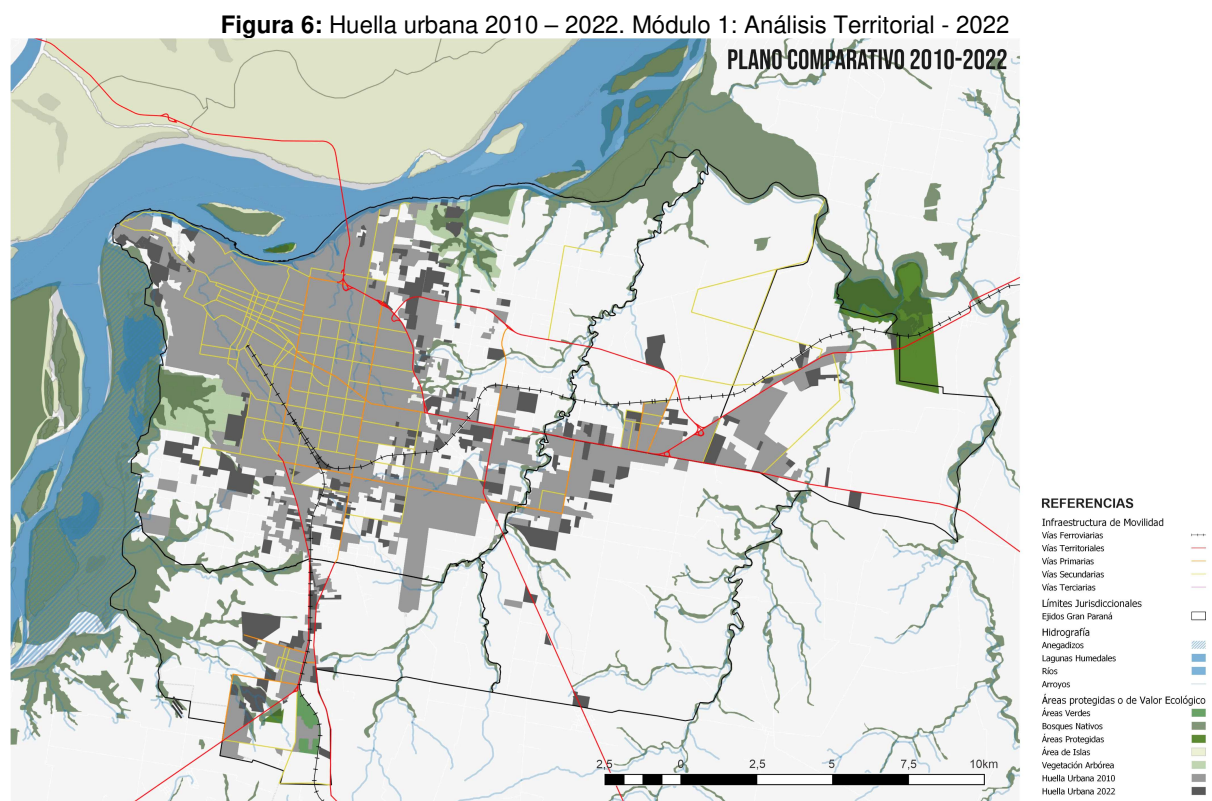 Figura 6: Huella urbana 2010 – 2022. Módulo 1: Análisis Territorial - 2022
PLANO COMPARATIVO 2010-2022
REFERENCIAS
Infraestructura de Movilidad
Vías Ferroviarias
Vías Territoriales
Vías Primarias
Vías Secundarias
Vías Terciarias
Límites Jurisdiccionales
Ejidos Gran Paraná
Hidrografía
Anegadizos
Lagunas Humedales
Ríos
Arroyos
Áreas protegidas o de Valor Ecológico
Áreas Verdes
Bosques Nativos
Áreas Protegidas
Área de Islas
Vegetación Arbórea
Huella Urbana 2010
Huella Urbana 2022
2,5 0 2,5 5 7,5 10km